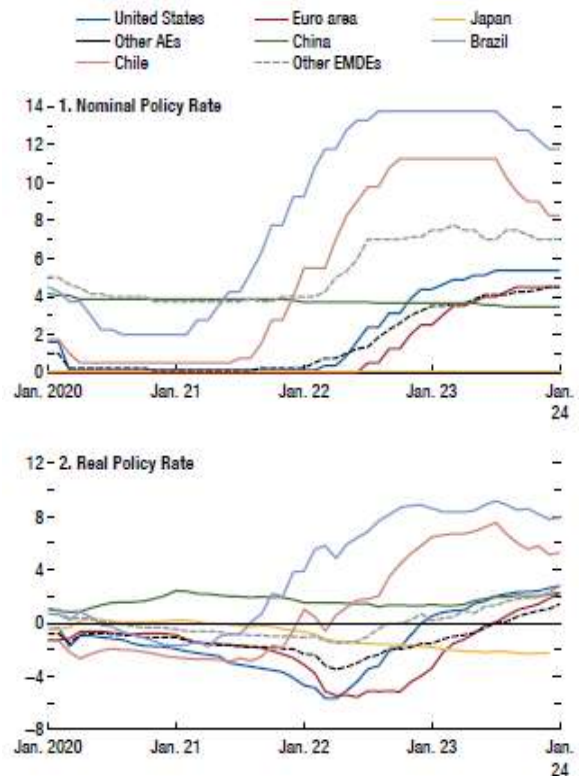 United States Euro area Japan
Other AEs China Brazil
Chile Other EMDEs
1. Nominal Policy Rate
14
12
10
8
6
4
2
0
Jan. 2020 Jan. 21 Jan. 22 Jan. 23 Jan. 24
2. Real Policy Rate
12
8
4
0
−4
−8
Jan. 2020 Jan. 21 Jan. 22 Jan. 23 Jan. 24